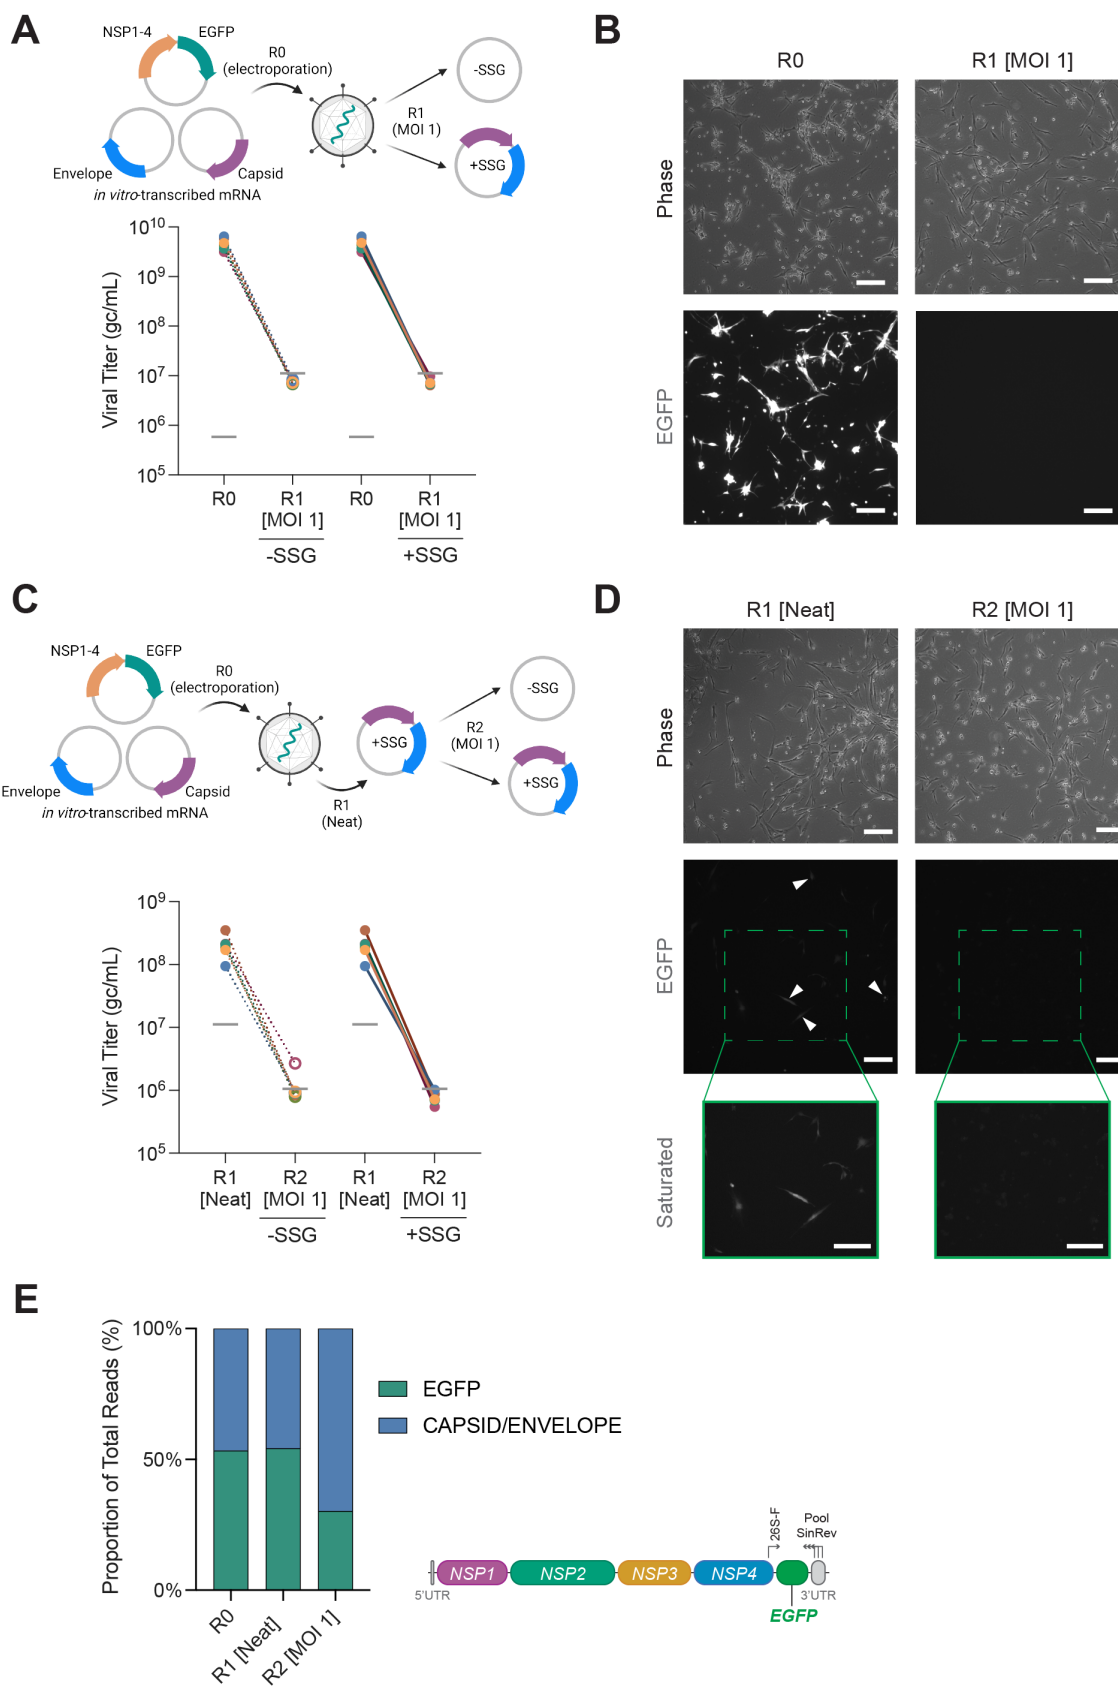 A
NSP1-4
EGFP
R0
(electroporation)
-SSG
R1
(MOI 1)
+SSG
Envelope
Capsid
in vitro-transcribed mRNA
Viral Titer (gc/mL)
10^10
10^9
10^8
10^7
10^6
10^5
R0
R1
[MOI 1]
R0
R1
[MOI 1]
-SSG
+SSG
B
R0
R1 [MOI 1]
Phase
EGFP
C
NSP1-4
EGFP
R0
(electroporation)
-SSG
+SSG
R2
(MOI 1)
+SSG
Envelope
Capsid
in vitro-transcribed mRNA
R1
(Neat)
Viral Titer (gc/mL)
10^9
10^8
10^7
10^6
10^5
R1
[Neat]
R2
[MOI 1]
R1
[Neat]
R2
[MOI 1]
-SSG
+SSG
D
R1 [Neat]
R2 [MOI 1]
Phase
EGFP
Saturated
E
Proportion of Total Reads (%)
100%
50%
0%
R0
R1 [Neat]
R2 [MOI 1]
EGFP
CAPSID/ENVELOPE
26S-F
Pool
SinRev
NSP1
NSP2
NSP3
NSP4
5'UTR
3'UTR
EGFP